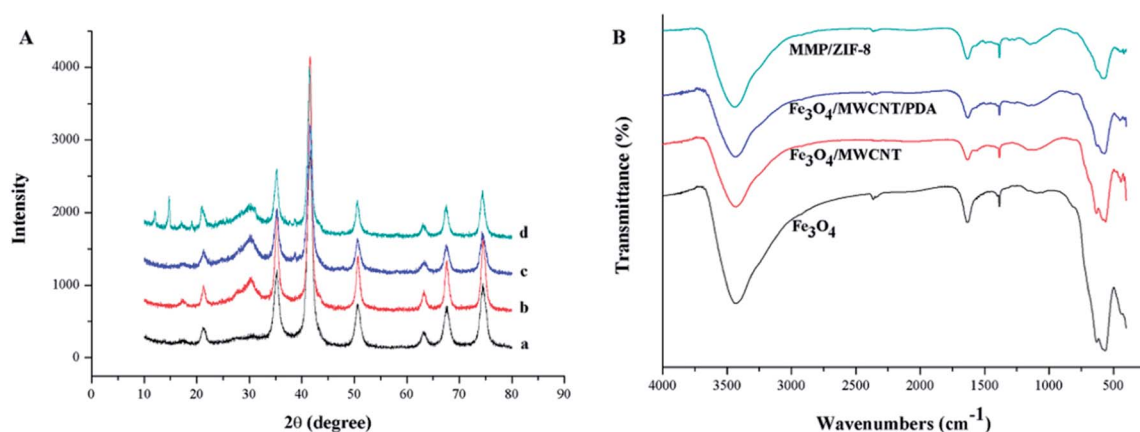 A
4000
3000
2000
1000
0
Intensity
d
c
b
a
0 10 20 30 40 50 60 70 80 90
2θ (degree)
B
MMP/ZIF-8
Fe3O4/MWCNT/PDA
Fe3O4/MWCNT
Fe3O4
Transmittance (%)
4000 3500 3000 2500 2000 1500 1000 500
Wavenumbers (cm-1)